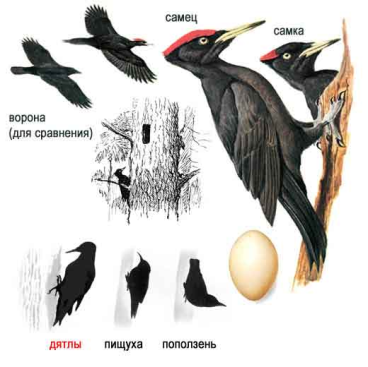 самец
самка
ворона
(для сравнения)
дятлы
пищуха
поползень